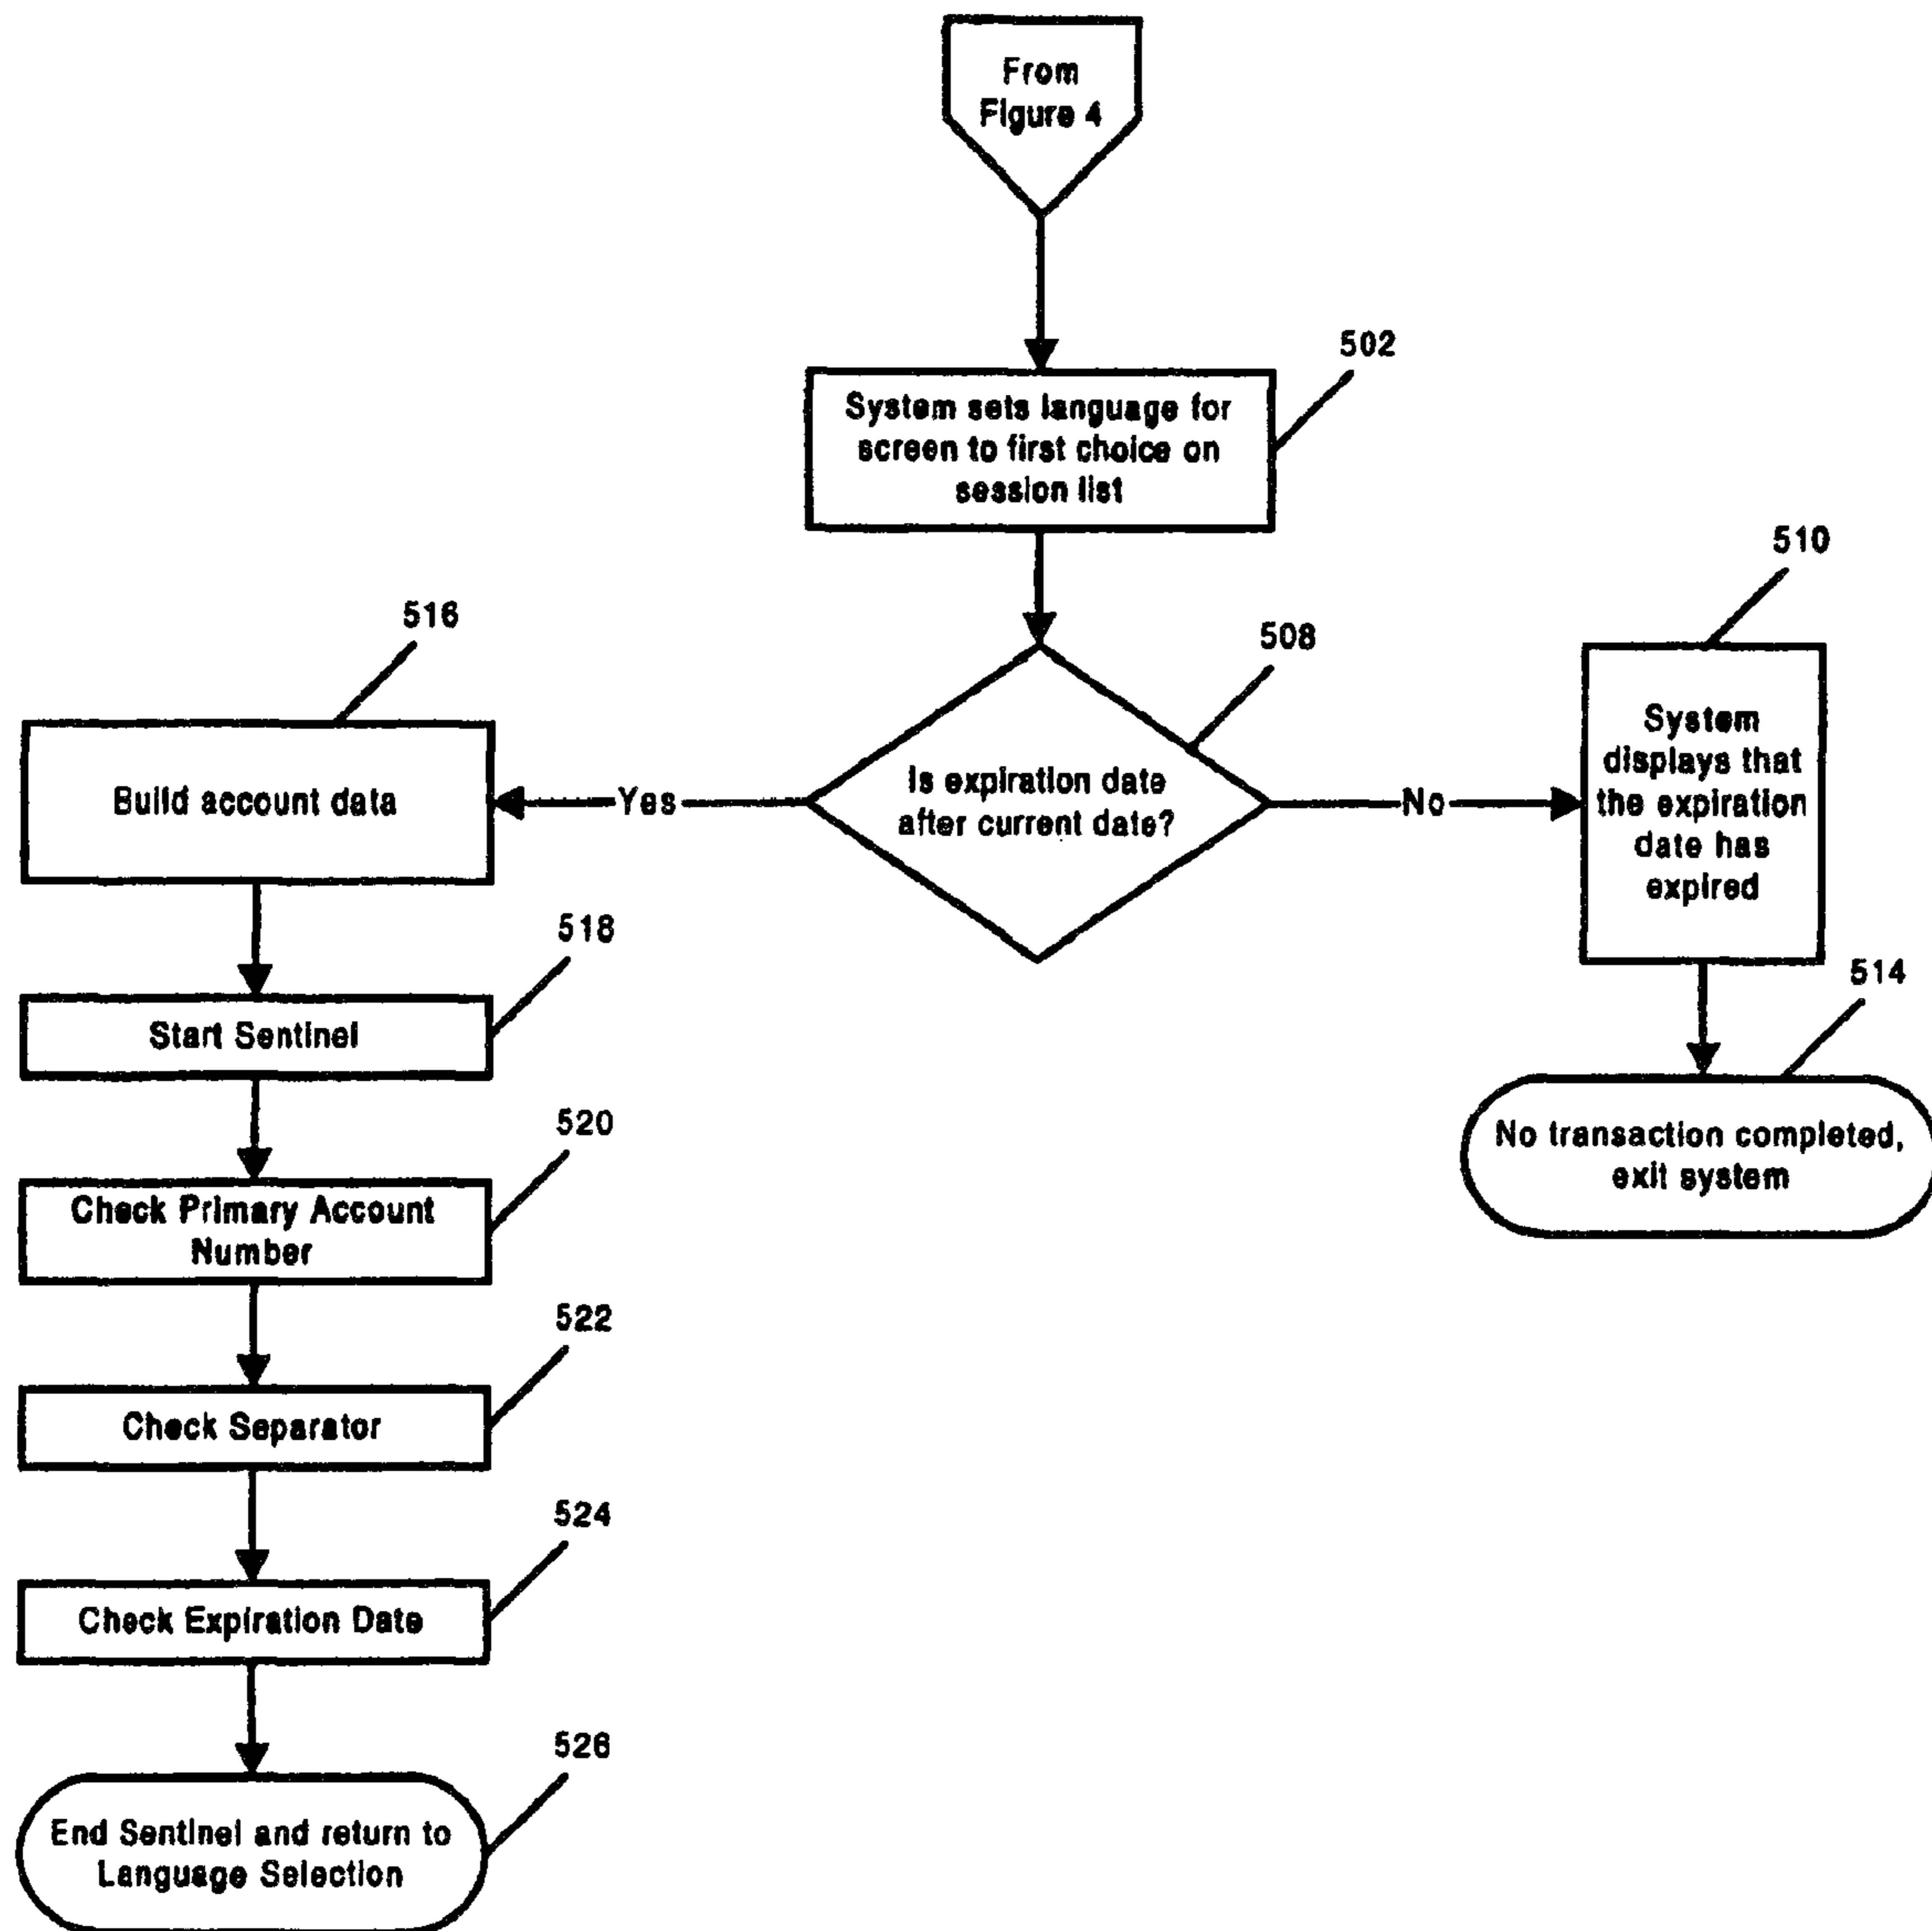 From
Figure 4
502
System sets language for
screen to first choice on
session list
508
Is expiration date
after current date?
Yes
No
510
System
displays that
the expiration
date has
expired
514
No transaction completed,
exit system
516
Build account data
518
Start Sentinel
520
Check Primary Account
Number
522
Check Separator
524
Check Expiration Date
526
End Sentinel and return to
Language Selection